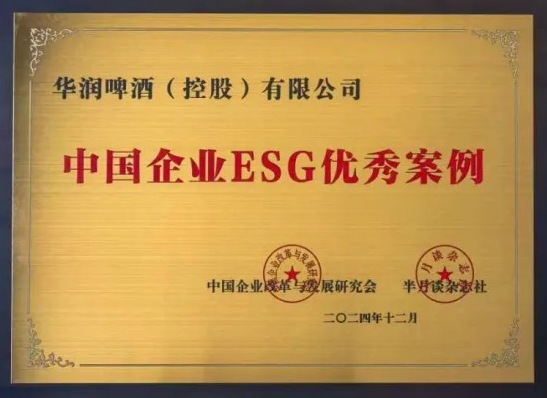 华润啤酒（控股）有限公司
中国企业ESG优秀案例
中国企业改革与发展研究会 半月谈杂志社
二〇二四年十二月